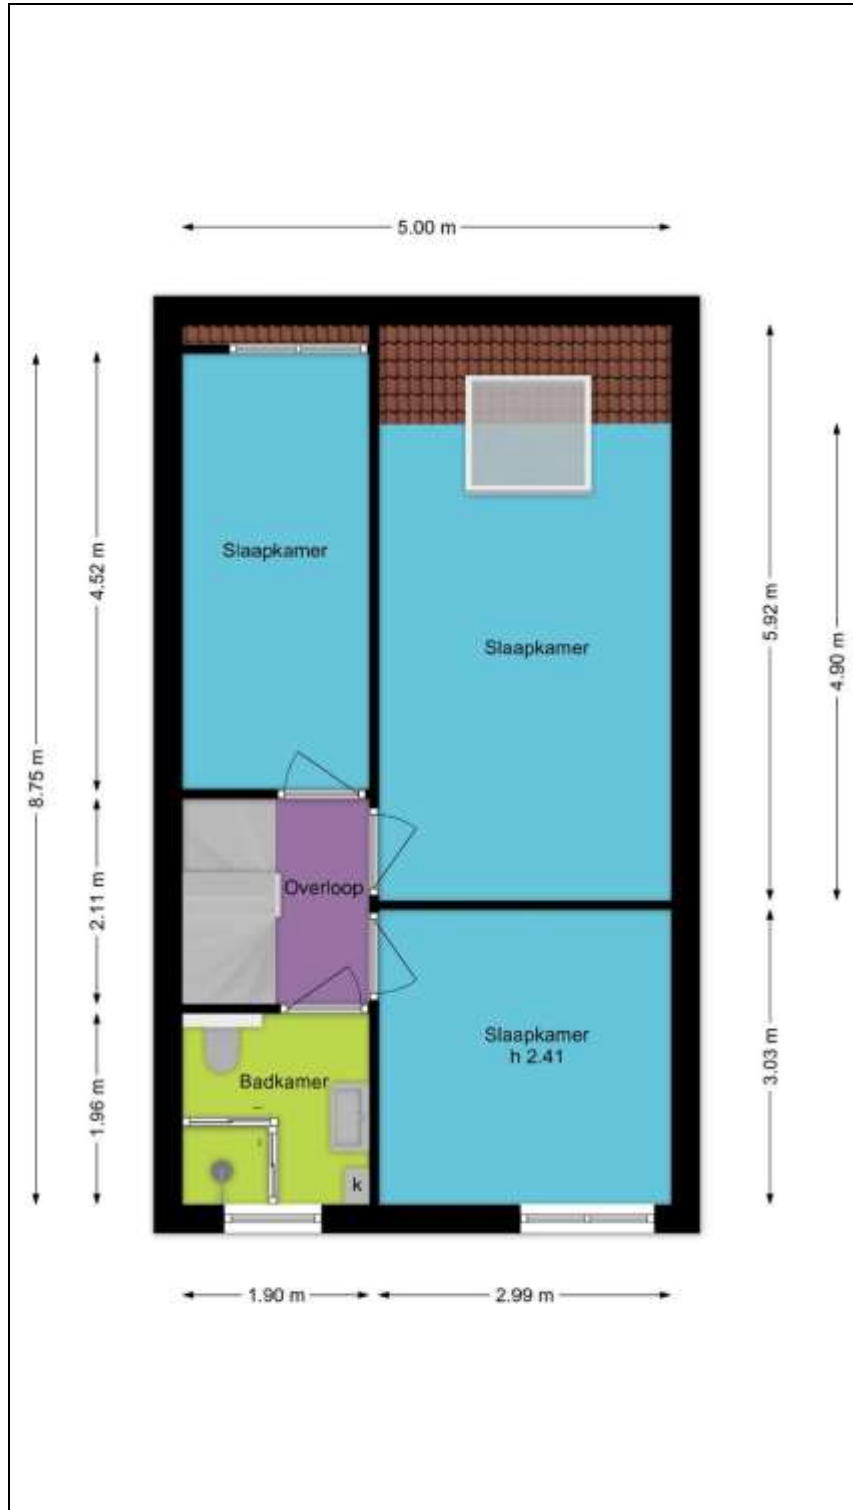 5.00 m
Slaapkamer
4.52 m
5.92 m
Slaapkamer
4.90 m
8.75 m
Overloop
2.11 m
Slaapkamer
h 2.41
3.03 m
Badkamer
1.96 m
k
1.90 m
2.99 m